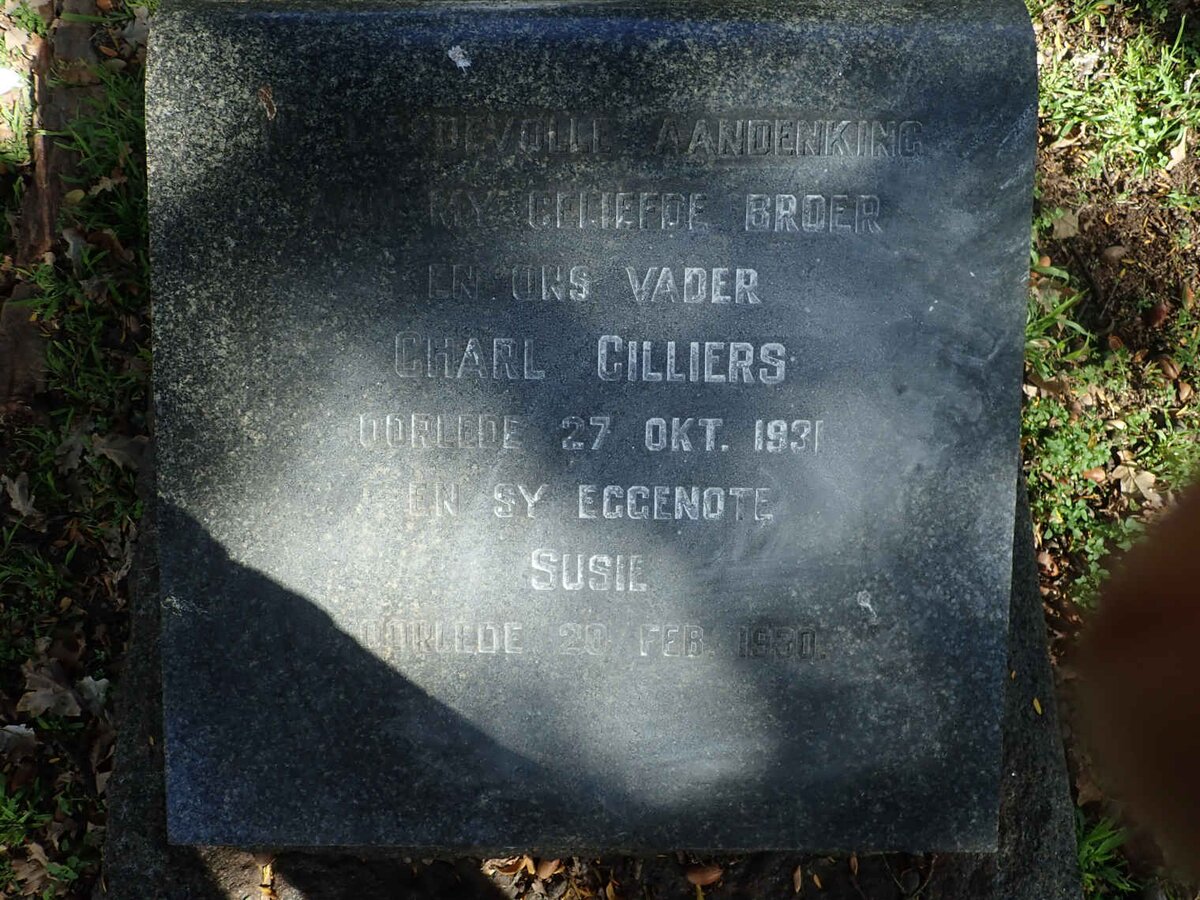 LIEFDEVOLLE AANDENKING
MY GELIEFDE BROER
EN ONS VADER
CHARL CILLIERS
OORLEDE 27 OKT. 1931
EN SY EGGENOTE
SUSIE
OORLEDE 20 FEB. 1930.